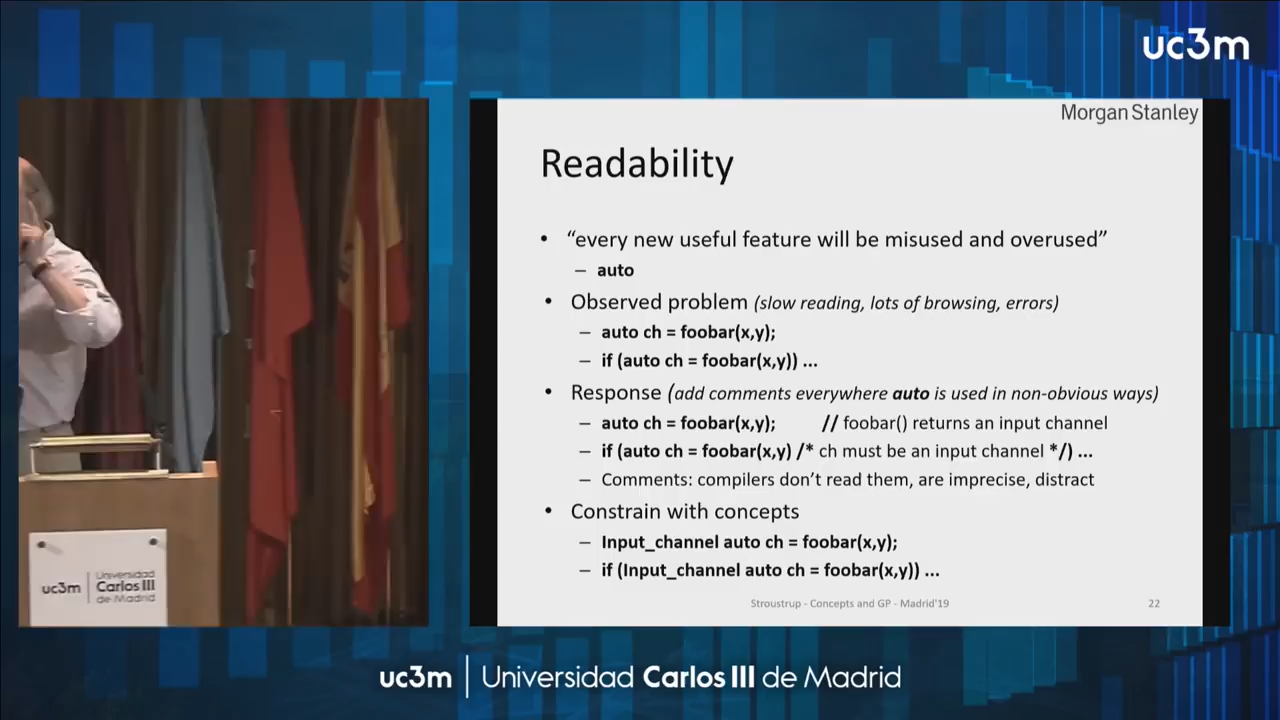 uc3m
Morgan Stanley
Readability
• “every new useful feature will be misused and overused”
– auto
• Observed problem (slow reading, lots of browsing, errors)
– auto ch = foobar(x,y);
– if (auto ch = foobar(x,y)) ...
• Response (add comments everywhere auto is used in non-obvious ways)
– auto ch = foobar(x,y); // foobar() returns an input channel
– if (auto ch = foobar(x,y) /* ch must be an input channel */) ...
– Comments: compilers don’t read them, are imprecise, distract
• Constrain with concepts
– Input_channel auto ch = foobar(x,y);
– if (Input_channel auto ch = foobar(x,y)) ...
Stroustrup - Concepts and GP - Madrid'19 22
uc3m | Universidad
Carlos III
de Madrid
uc3m | Universidad Carlos III de Madrid